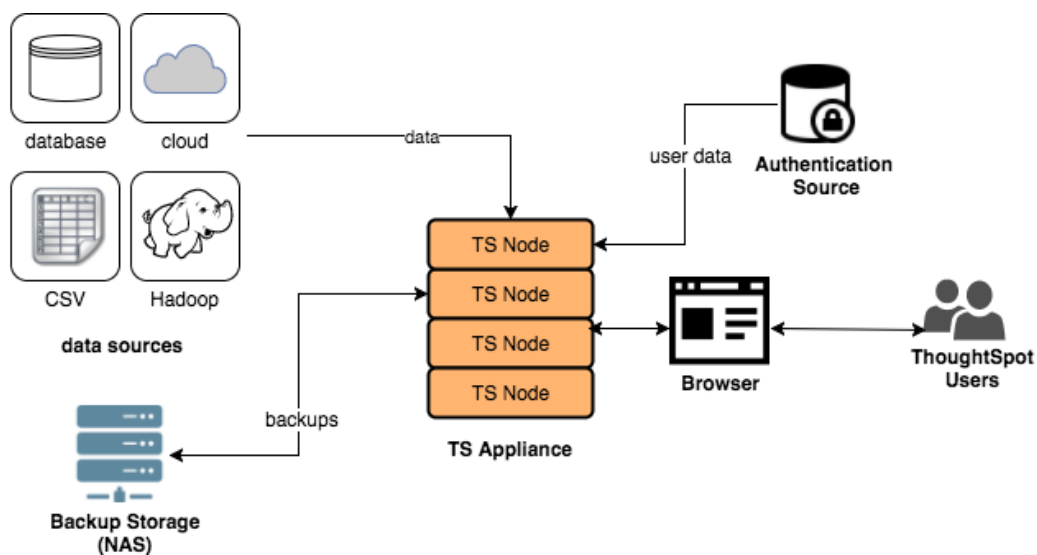 database
cloud
CSV
Hadoop
data sources
data
user data
Authentication
Source
TS Node
TS Node
TS Node
TS Node
TS Appliance
Browser
ThoughtSpot
Users
backups
Backup Storage
(NAS)